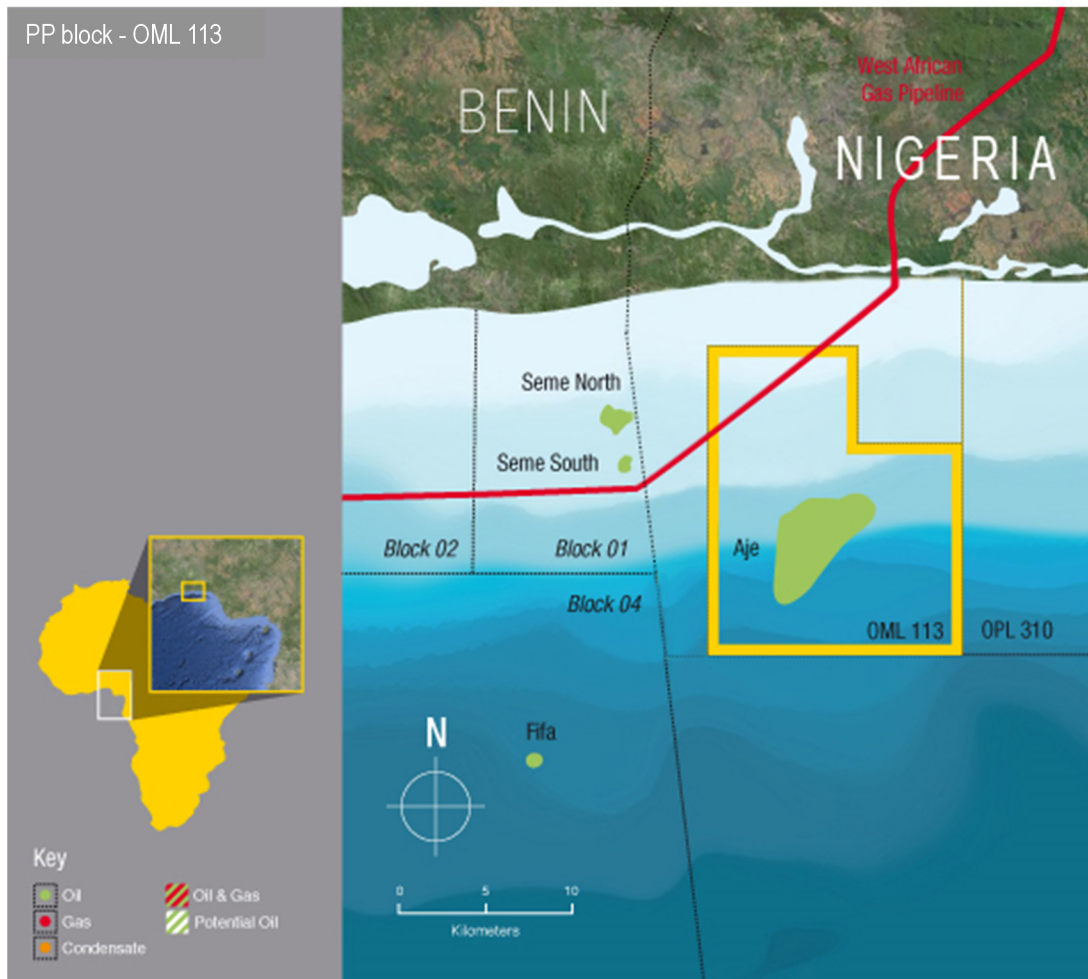 PP block - OML 113
West African
Gas Pipeline
BENIN
NIGERIA
Seme North
Seme South
Block 02
Block 01
Aje
Block 04
OML 113
OPL 310
Fifa
N
Key
Oil
Oil & Gas
Gas
Potential Oil
Condensate
0 5 10
Kilometers